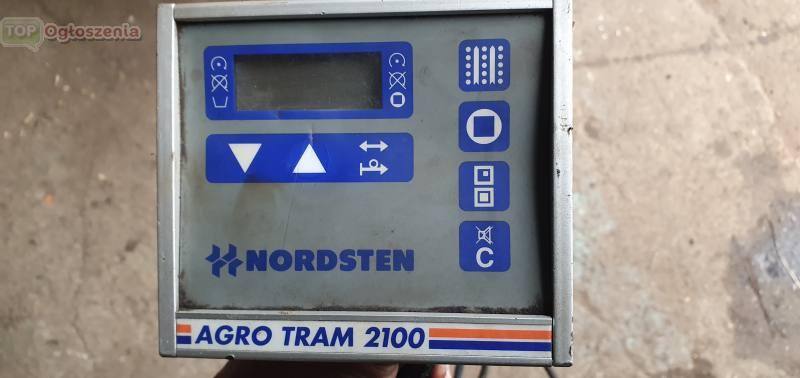 TOP Ogłoszenia
C
NORDSTEN
AGRO TRAM 2100